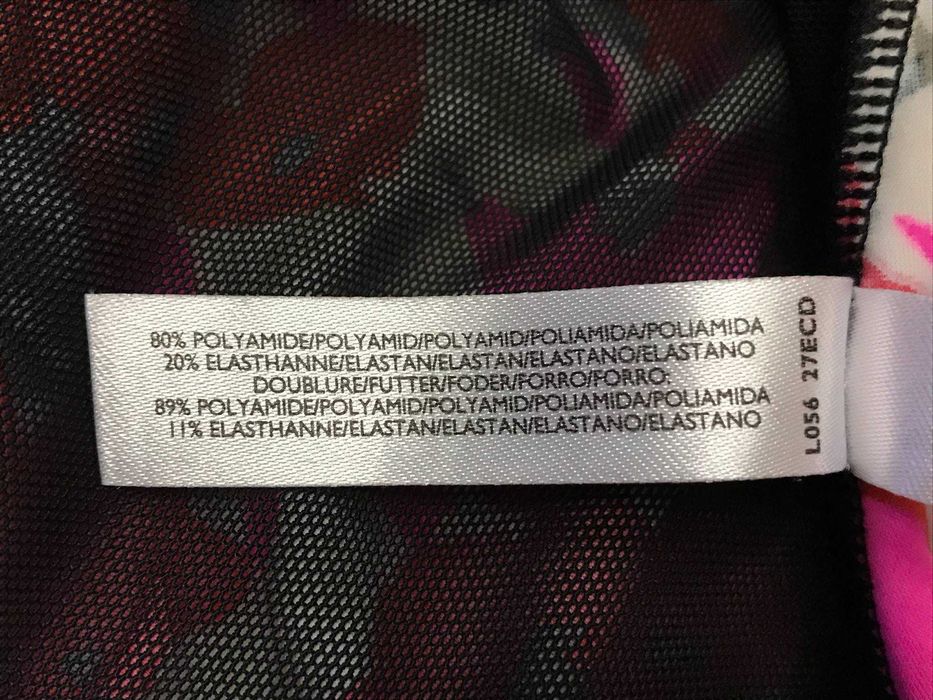 80% POLYAMIDE/POLYAMID/POLYAMID/POLIAMIDA/POLIAMIDA
20% ELASTHANNE/ELASTAN/ELASTAN/ELASTANO/ELASTANO
DOUBLURE/FUTTER/FODER/FORRO/FORRO:
89% POLYAMIDE/POLYAMID/POLYAMID/POLIAMIDA/POLIAMIDA
11% ELASTHANNE/ELASTAN/ELASTAN/ELASTANO/ELASTANO
L056 27ECD